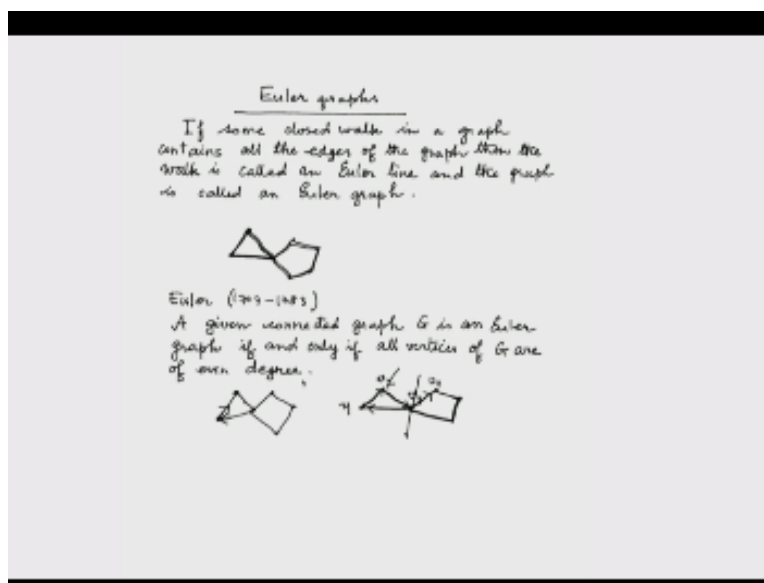 Euler graphs
If some closed walk in a graph
contains all the edges of the graph then the
walk is called an Euler line and the graph
is called an Euler graph.
Euler (1707-1783)
A given connected graph G is an Euler
graph if and only if all vertices of G are
of even degree.
v1